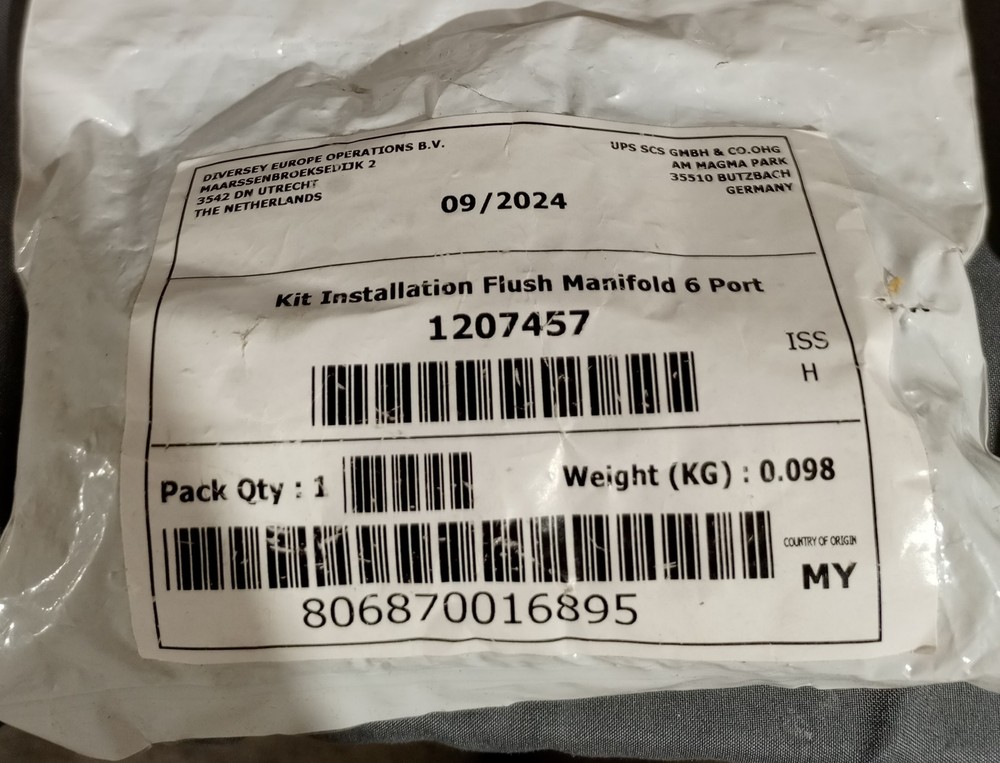 DIVERSEY EUROPE OPERATIONS B.V.
MAARSSENBROEKSEDIJK 2
3542 DN UTRECHT
THE NETHERLANDS
UPS SCS GMBH & CO.OHG
AM MAGMA PARK
35510 BUTZBACH
GERMANY
09/2024
Kit Installation Flush Manifold 6 Port
1207457
ISS
H
Pack Qty : 1
Weight (KG) : 0.098
COUNTRY OF ORIGIN
MY
806870016895